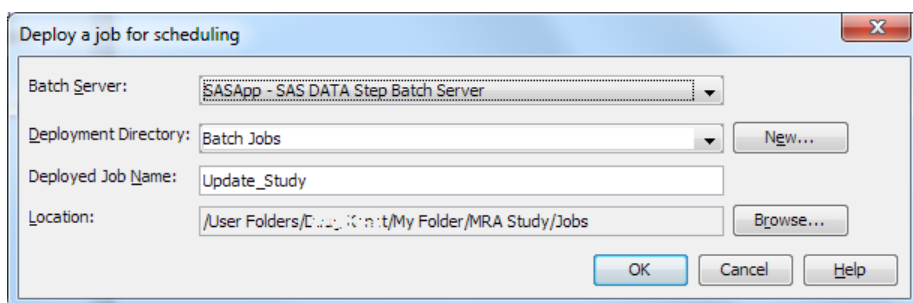 Deploy a job for scheduling
Batch Server: SASApp - SAS DATA Step Batch Server
Deployment Directory: Batch Jobs New...
Deployed Job Name: Update_Study
Location: /User Folders/ /My Folder/MRA Study/Jobs Browse...
OK Cancel Help